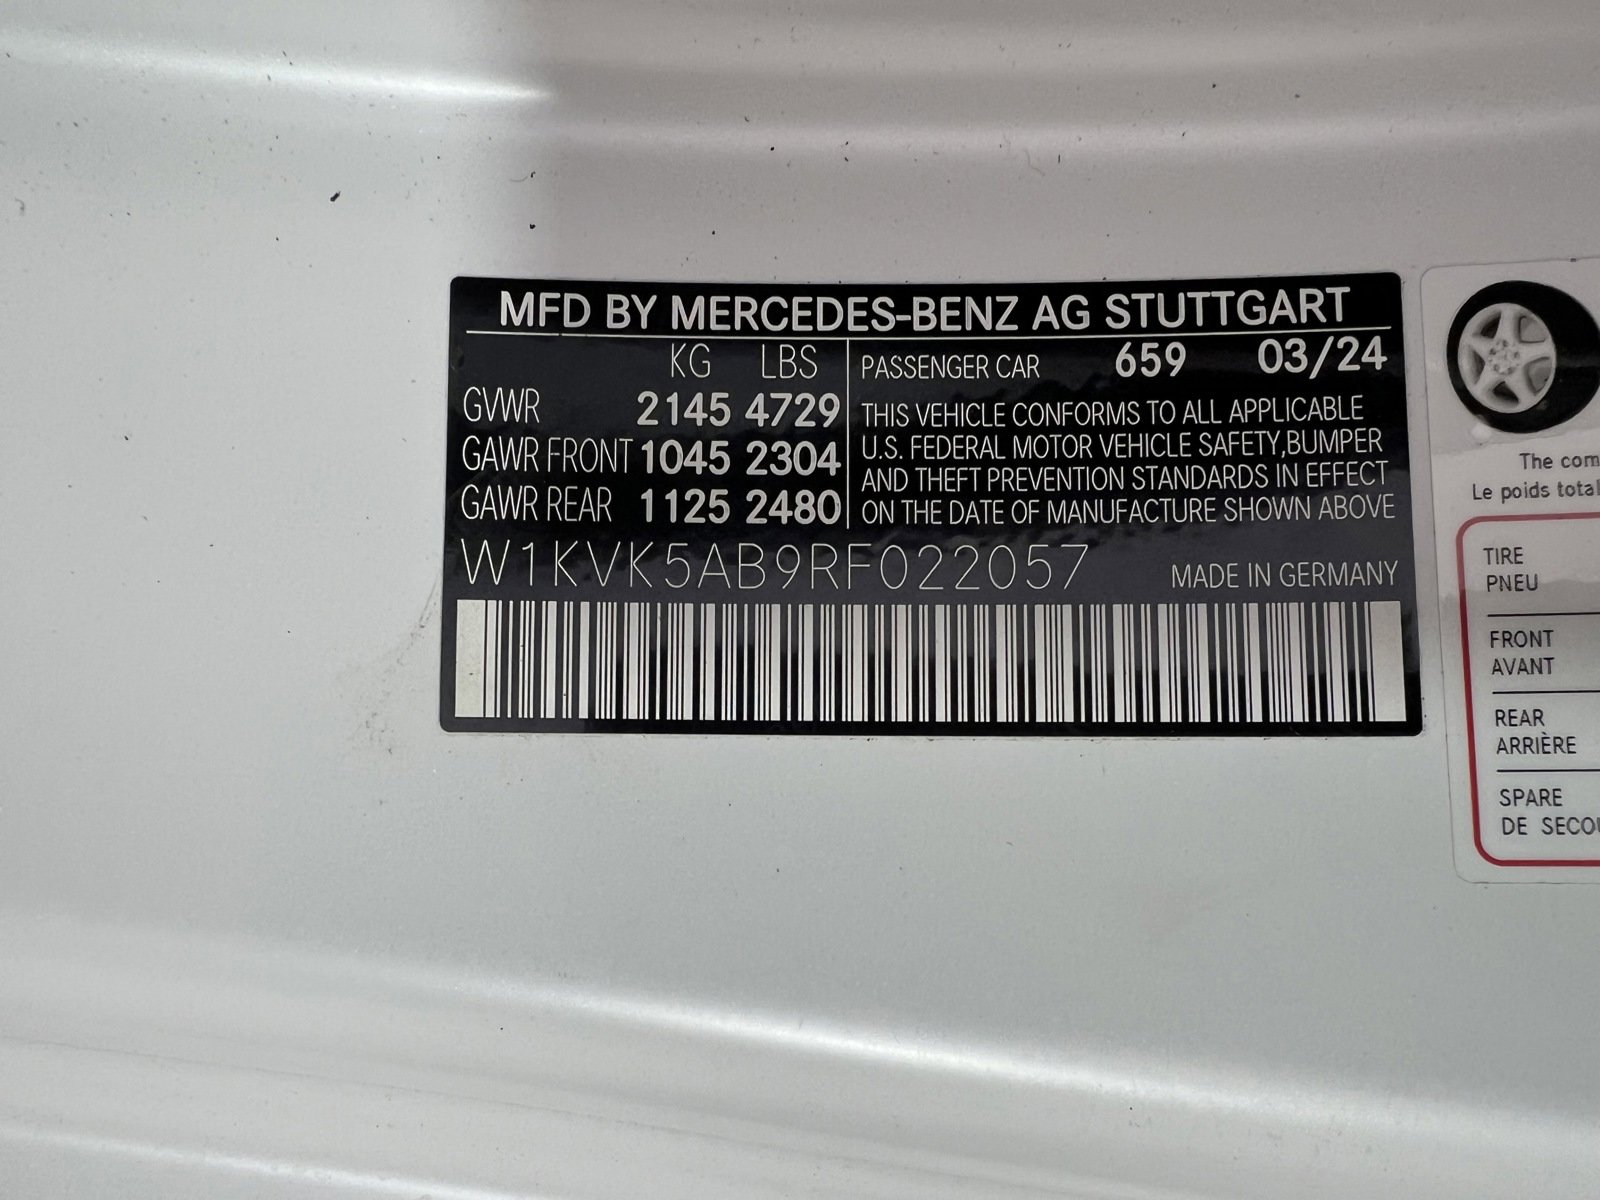 MFD BY MERCEDES-BENZ AG STUTTGART
KG LBS
GVWR 2145 4729
GAWR FRONT 1045 2304
GAWR REAR 1125 2480
PASSENGER CAR 659 03/24
THIS VEHICLE CONFORMS TO ALL APPLICABLE
U.S. FEDERAL MOTOR VEHICLE SAFETY, BUMPER
AND THEFT PREVENTION STANDARDS IN EFFECT
ON THE DATE OF MANUFACTURE SHOWN ABOVE
W1KVK5AB9RF022057
MADE IN GERMANY
The com
Le poids total
TIRE
PNEU
FRONT
AVANT
REAR
ARRIÈRE
SPARE
DE SECOU